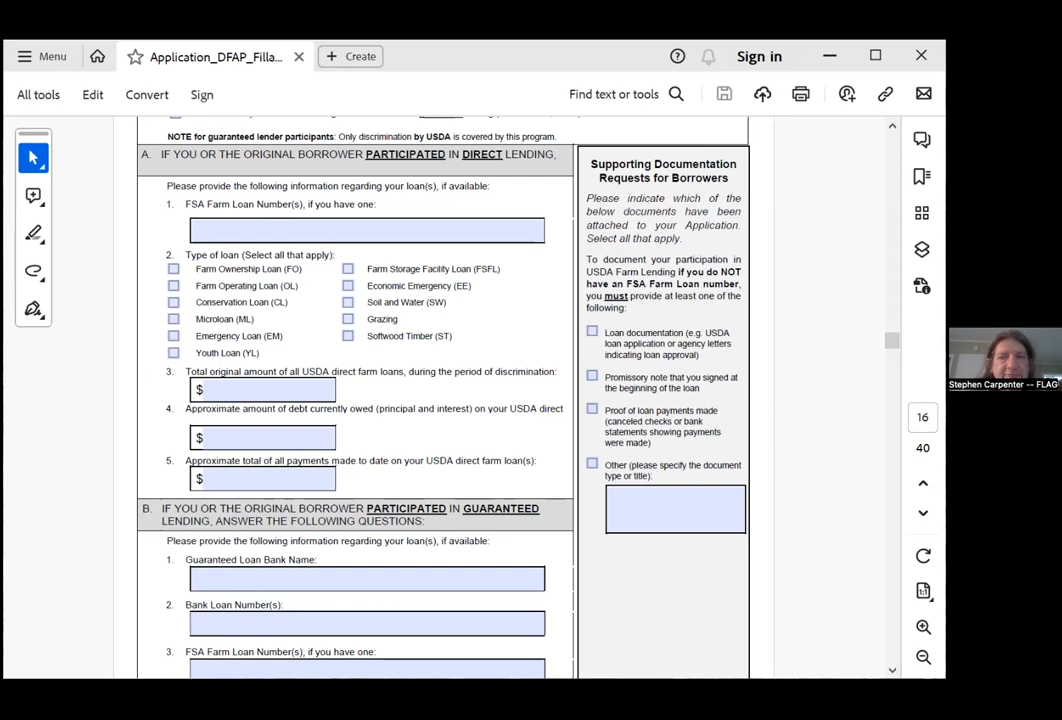 Menu
Application_DFAP_Filla...
Create
Sign in
All tools
Edit
Convert
Sign
Find text or tools
NOTE for guaranteed lender participants: Only discrimination by USDA is covered by this program.
A. IF YOU OR THE ORIGINAL BORROWER PARTICIPATED IN DIRECT LENDING,
Please provide the following information regarding your loan(s), if available:
1. FSA Farm Loan Number(s), if you have one:
2. Type of loan (Select all that apply):
Farm Ownership Loan (FO)
Farm Storage Facility Loan (FSFL)
Farm Operating Loan (OL)
Economic Emergency (EE)
Conservation Loan (CL)
Soil and Water (SW)
Microloan (ML)
Grazing
Emergency Loan (EM)
Softwood Timber (ST)
Youth Loan (YL)
3. Total original amount of all USDA direct farm loans, during the period of discrimination:
$
4. Approximate amount of debt currently owed (principal and interest) on your USDA direct
$
5. Approximate total of all payments made to date on your USDA direct farm loan(s):
$
B. IF YOU OR THE ORIGINAL BORROWER PARTICIPATED IN GUARANTEED
LENDING, ANSWER THE FOLLOWING QUESTIONS:
Please provide the following information regarding your loan(s), if available:
1. Guaranteed Loan Bank Name:
2. Bank Loan Number(s):
3. FSA Farm Loan Number(s), if you have one:
Supporting Documentation
Requests for Borrowers
Please indicate which of the
below documents have been
attached to your Application.
Select all that apply.
To document your participation in
USDA Farm Lending if you do NOT
have an FSA Farm Loan number,
you must provide at least one of the
following:
Loan documentation (e.g. USDA
loan application or agency letters
indicating loan approval)
Promissory note that you signed at
the beginning of the loan
Proof of loan payments made
(canceled checks or bank
statements showing payments
were made)
Other (please specify the document
type or title):
16
40
1:1
Stephen Carpenter -- FLAG